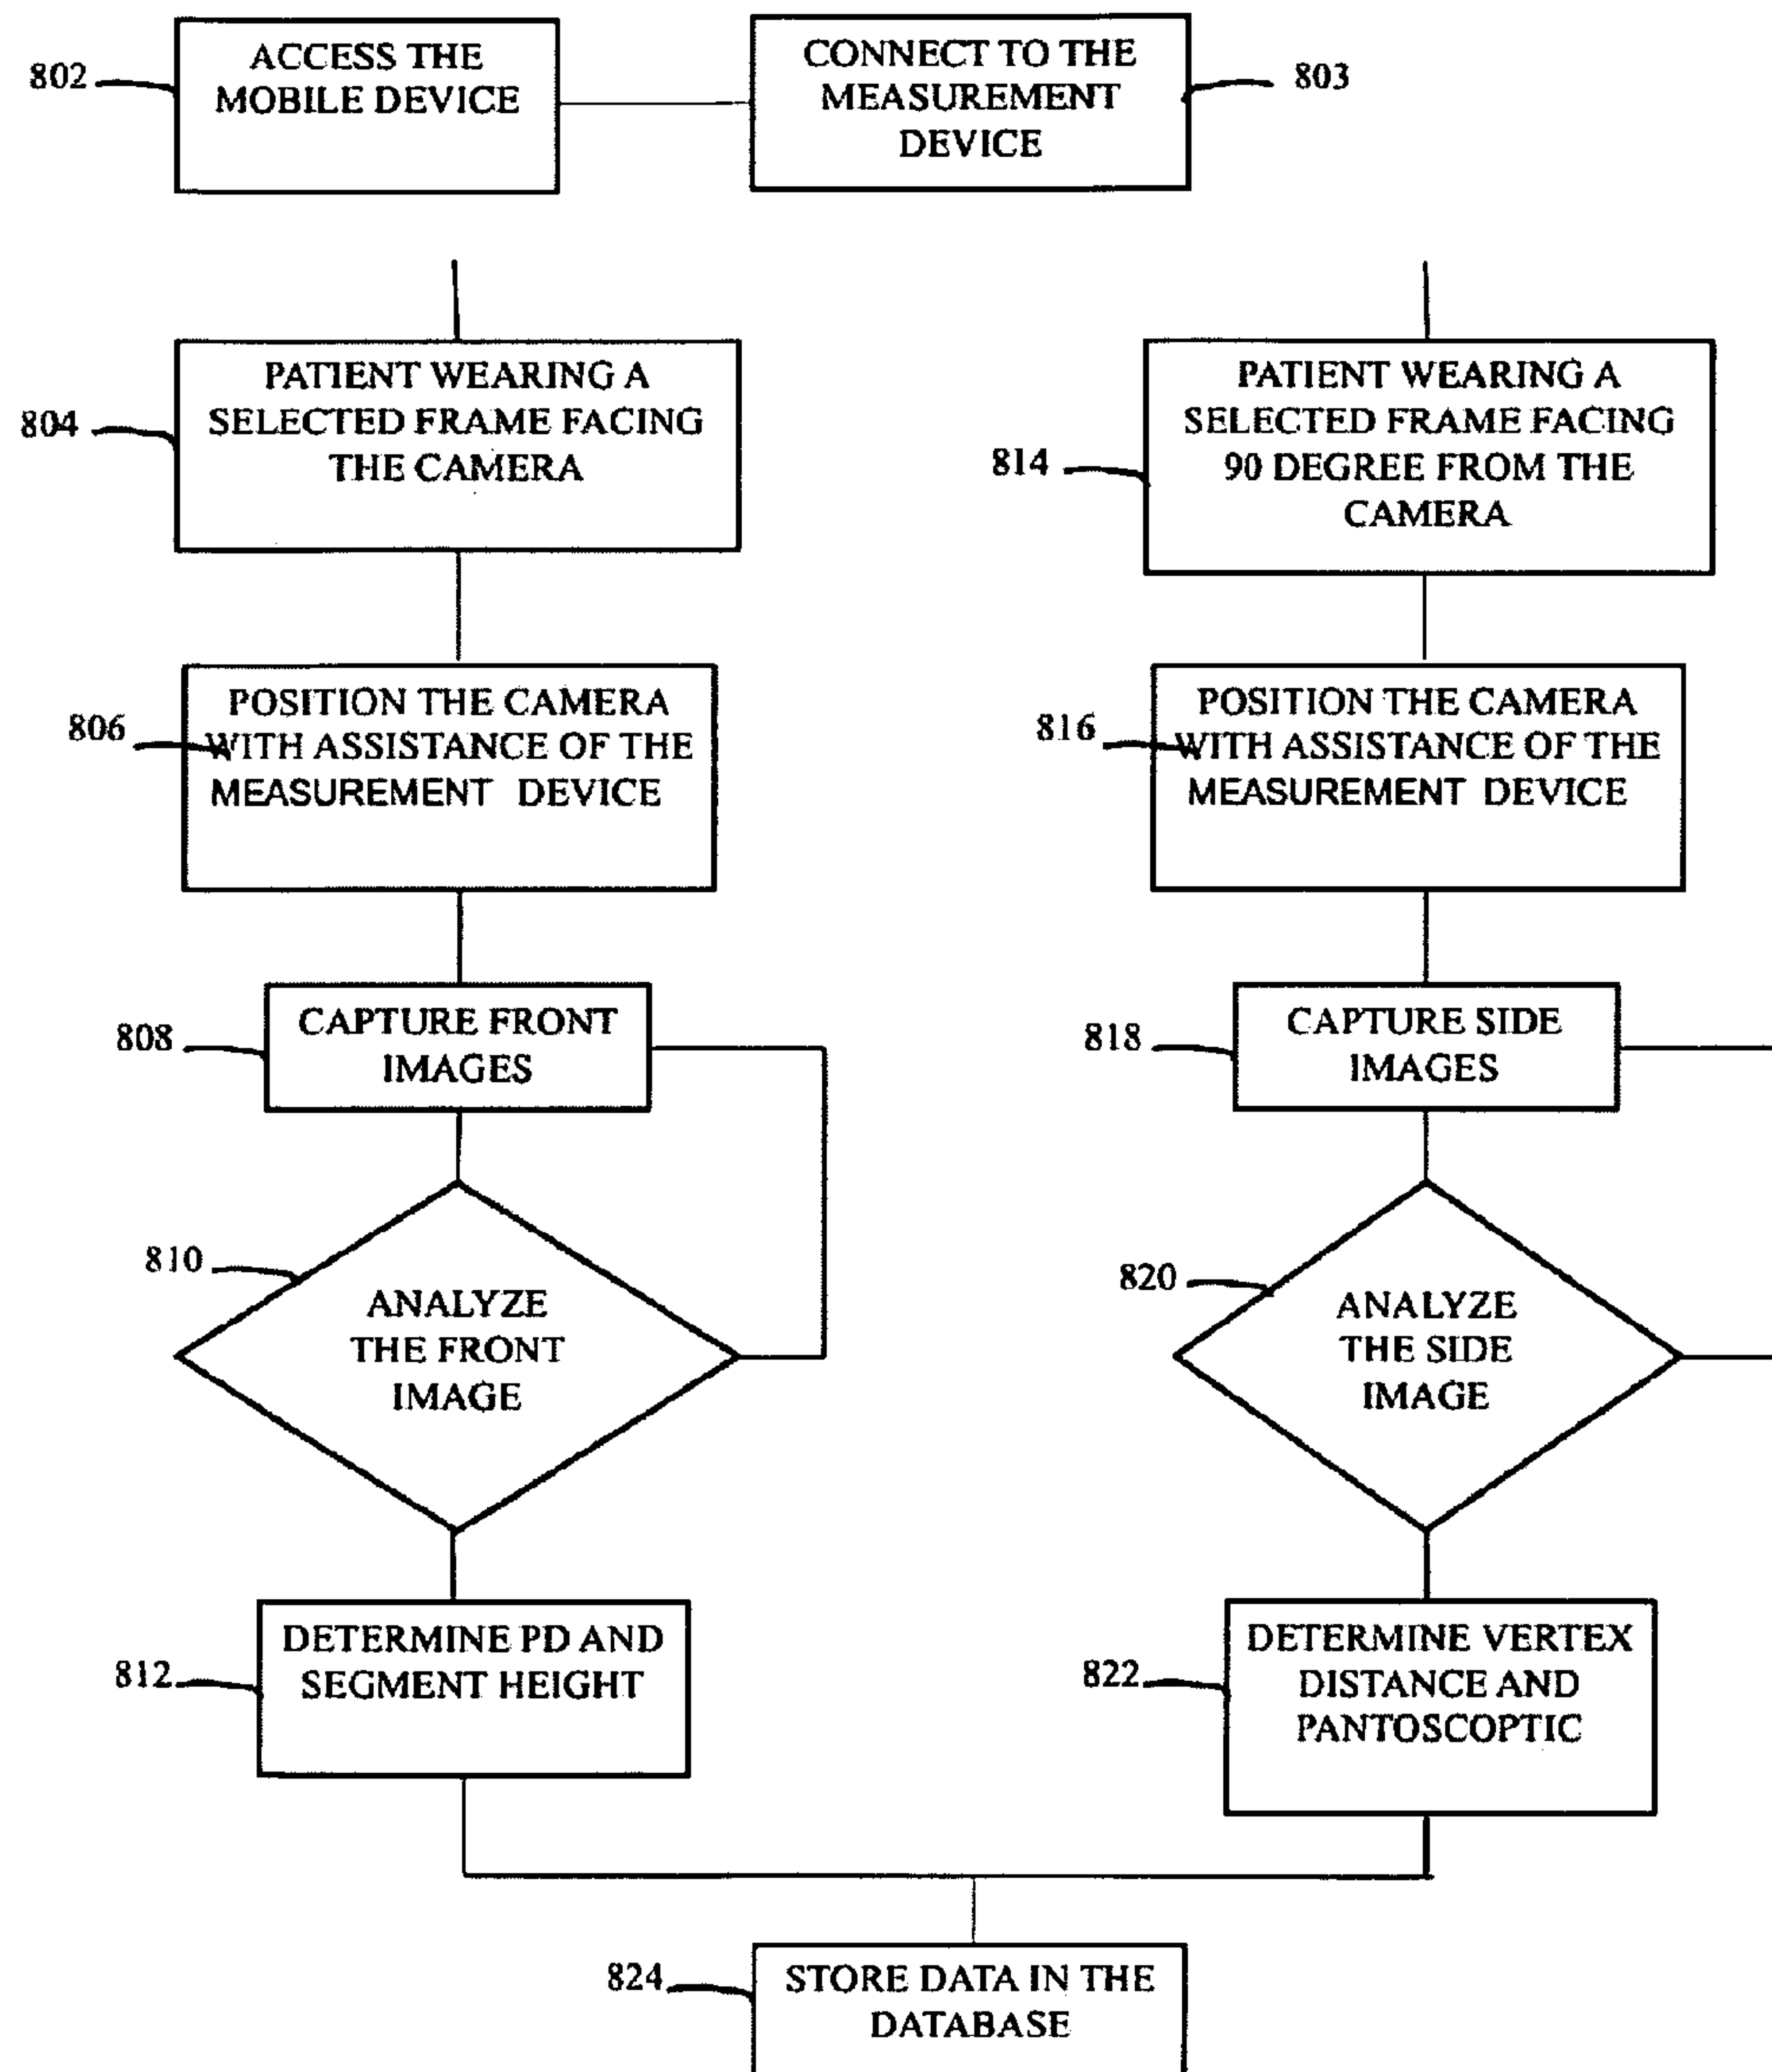 802
ACCESS THE
MOBILE DEVICE
CONNECT TO THE
MEASUREMENT
DEVICE
803
804
PATIENT WEARING A
SELECTED FRAME FACING
THE CAMERA
806
POSITION THE CAMERA
WITH ASSISTANCE OF THE
MEASUREMENT DEVICE
808
CAPTURE FRONT
IMAGES
810
ANALYZE
THE FRONT
IMAGE
812
DETERMINE PD AND
SEGMENT HEIGHT
814
PATIENT WEARING A
SELECTED FRAME FACING
90 DEGREE FROM THE
CAMERA
816
POSITION THE CAMERA
WITH ASSISTANCE OF THE
MEASUREMENT DEVICE
818
CAPTURE SIDE
IMAGES
820
ANALYZE
THE SIDE
IMAGE
822
DETERMINE VERTEX
DISTANCE AND
PANTOSCOPTIC
824
STORE DATA IN THE
DATABASE